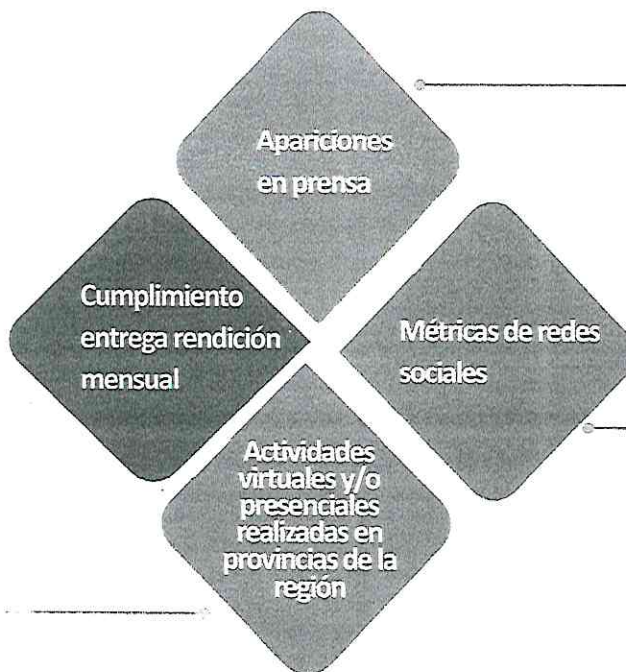 Apariciones
en prensa
Cumplimiento
entrega rendición
mensual
Métricas de redes
sociales
Actividades
virtuales y/o
presenciales
realizadas en
provincias de la
región